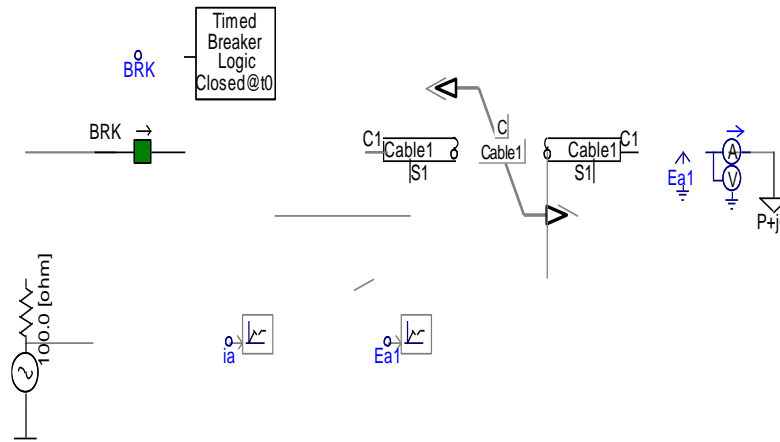 Timed
Breaker
Logic
Closed@t0
BRK
BRK
C1
Cable1
S1
C
Cable1
Cable1
C1
S1
Ea1
A
V
P+j
100.0 [ohm]
ia
Ea1